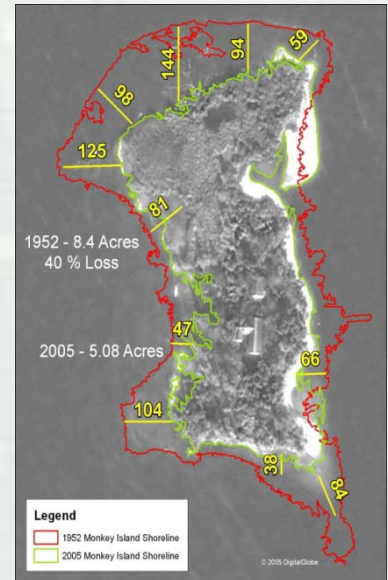 144
94
59
98
125
81
1952 - 8.4 Acres
40 % Loss
47
2005 - 5.08 Acres
66
104
38
84
Legend
1952 Monkey Island Shoreline
2005 Monkey Island Shoreline
© 2005 DigitalGlobe